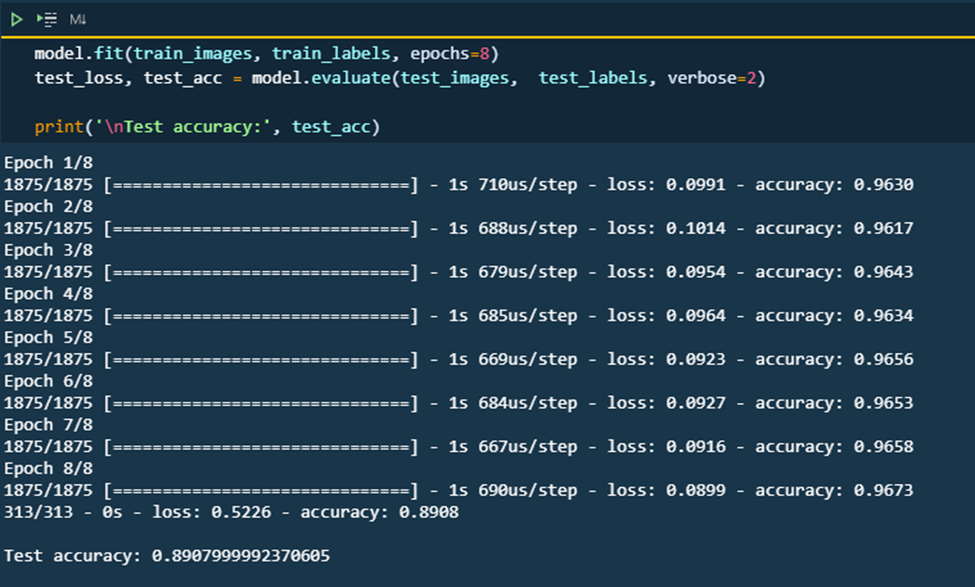 M↓
model.fit(train_images, train_labels, epochs=8)
test_loss, test_acc = model.evaluate(test_images,  test_labels, verbose=2)
print('\nTest accuracy:', test_acc)
Epoch 1/8
1875/1875 [==============================] - 1s 710us/step - loss: 0.0991 - accuracy: 0.9630
Epoch 2/8
1875/1875 [==============================] - 1s 688us/step - loss: 0.1014 - accuracy: 0.9617
Epoch 3/8
1875/1875 [==============================] - 1s 679us/step - loss: 0.0954 - accuracy: 0.9643
Epoch 4/8
1875/1875 [==============================] - 1s 685us/step - loss: 0.0964 - accuracy: 0.9634
Epoch 5/8
1875/1875 [==============================] - 1s 669us/step - loss: 0.0923 - accuracy: 0.9656
Epoch 6/8
1875/1875 [==============================] - 1s 684us/step - loss: 0.0927 - accuracy: 0.9653
Epoch 7/8
1875/1875 [==============================] - 1s 667us/step - loss: 0.0916 - accuracy: 0.9658
Epoch 8/8
1875/1875 [==============================] - 1s 690us/step - loss: 0.0899 - accuracy: 0.9673
313/313 - 0s - loss: 0.5226 - accuracy: 0.8908
Test accuracy: 0.8907999992370605